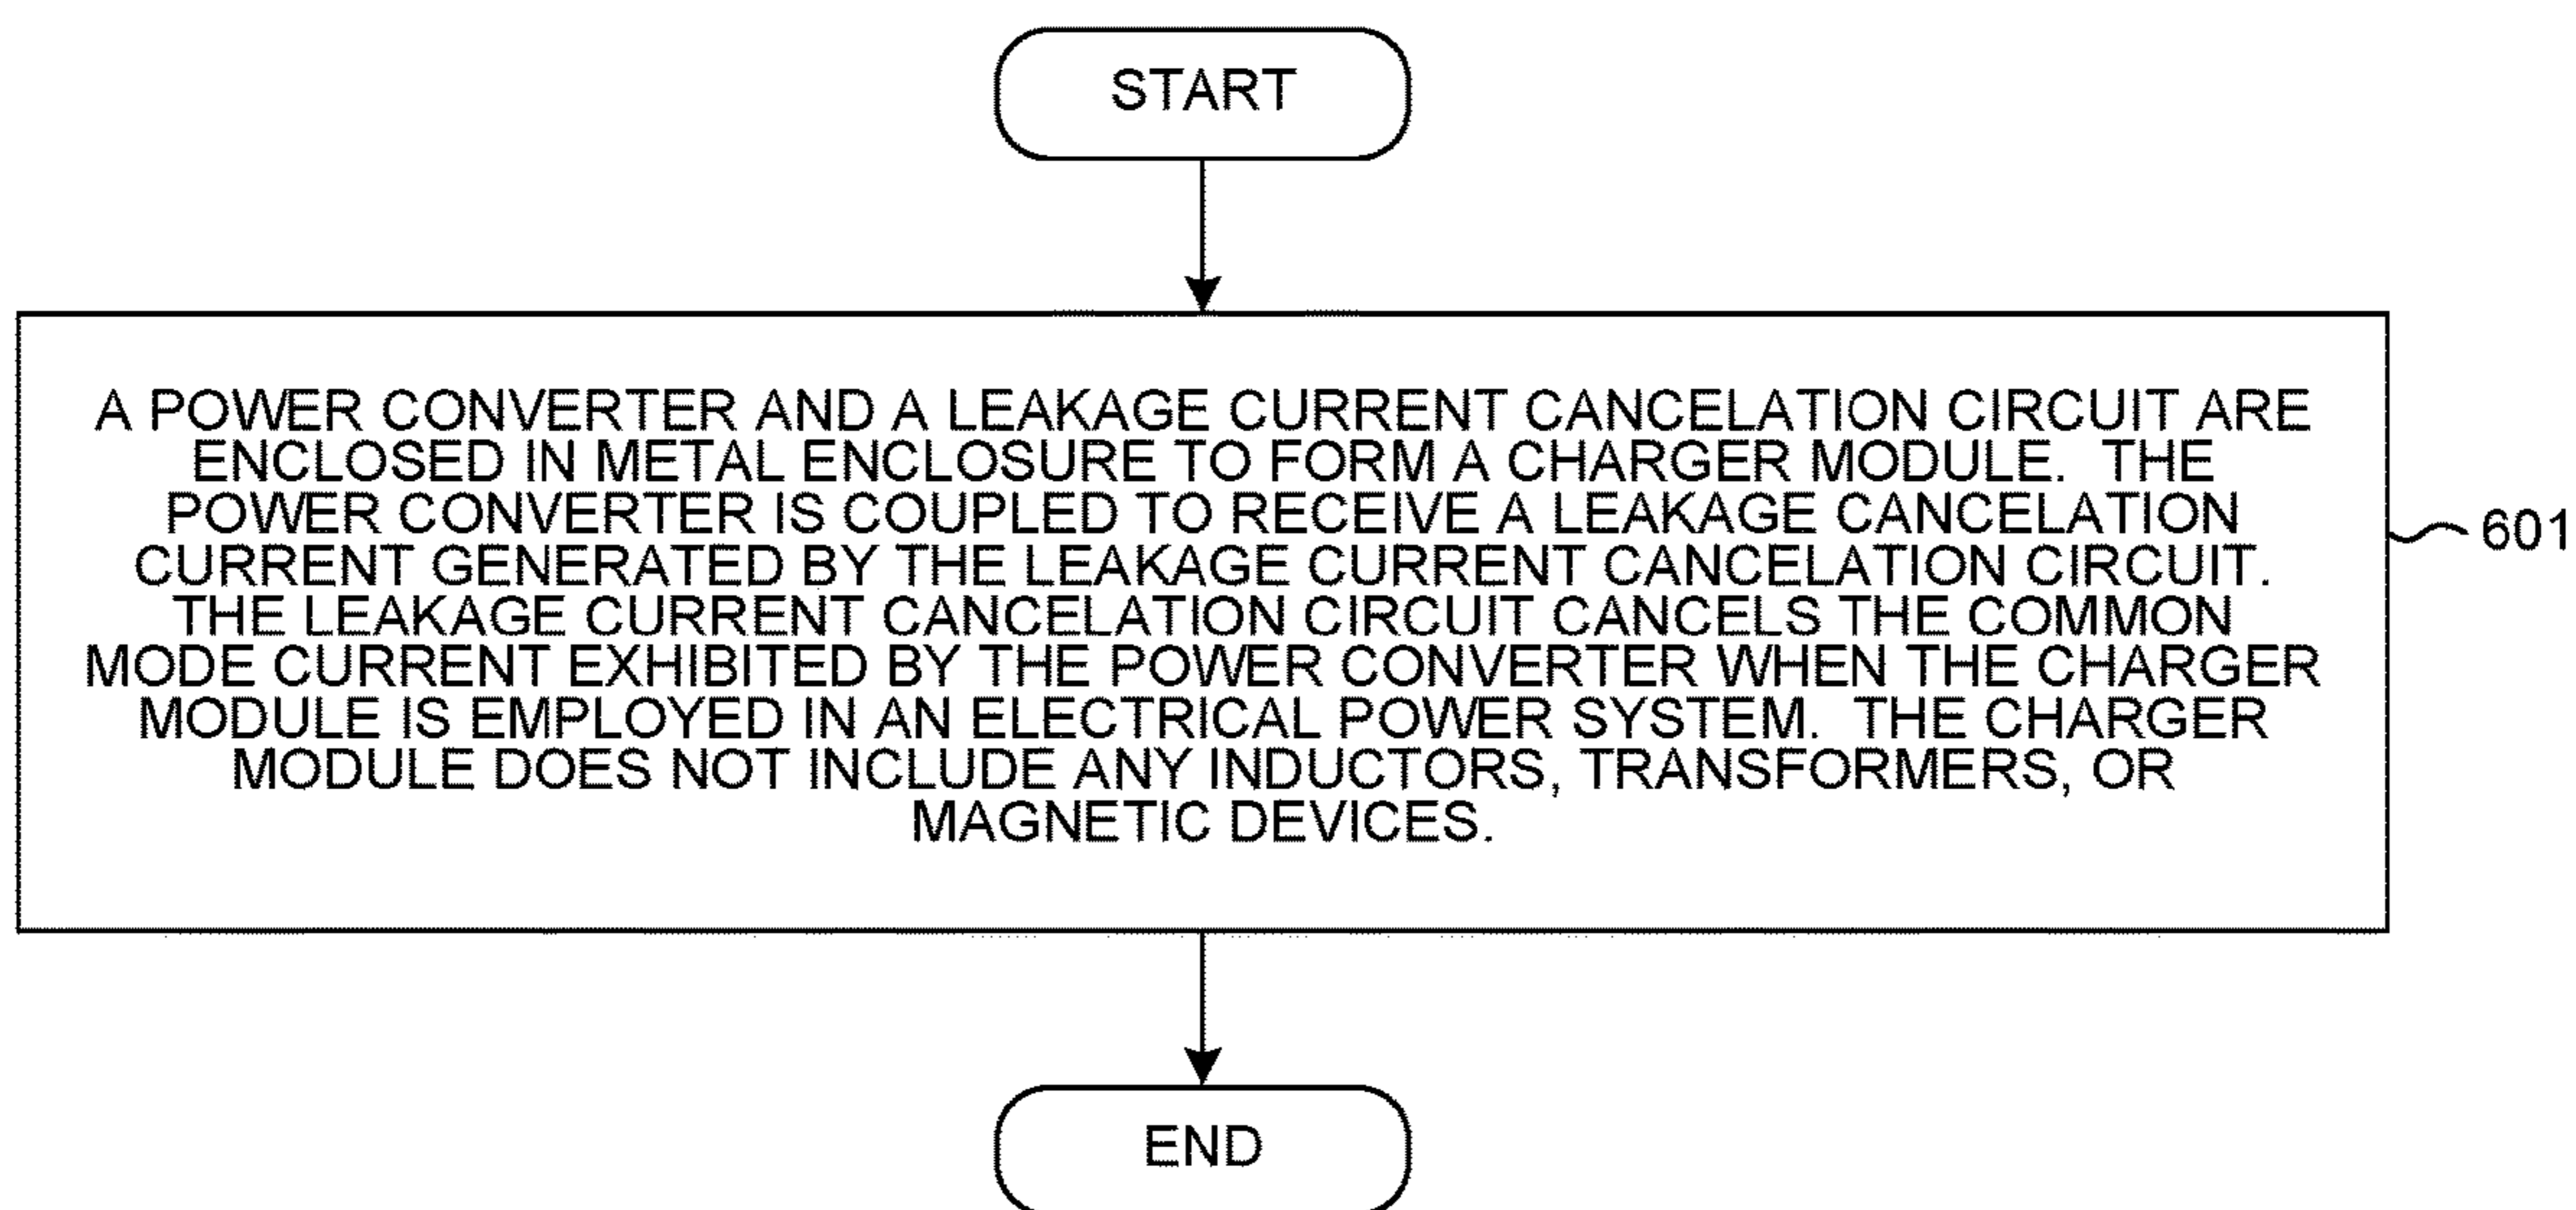 START
A POWER CONVERTER AND A LEAKAGE CURRENT CANCELATION CIRCUIT ARE
ENCLOSED IN METAL ENCLOSURE TO FORM A CHARGER MODULE. THE
POWER CONVERTER IS COUPLED TO RECEIVE A LEAKAGE CANCELATION
CURRENT GENERATED BY THE LEAKAGE CURRENT CANCELATION CIRCUIT.
THE LEAKAGE CURRENT CANCELATION CIRCUIT CANCELS THE COMMON
MODE CURRENT EXHIBITED BY THE POWER CONVERTER WHEN THE CHARGER
MODULE IS EMPLOYED IN AN ELECTRICAL POWER SYSTEM. THE CHARGER
MODULE DOES NOT INCLUDE ANY INDUCTORS, TRANSFORMERS, OR
MAGNETIC DEVICES.
601
END